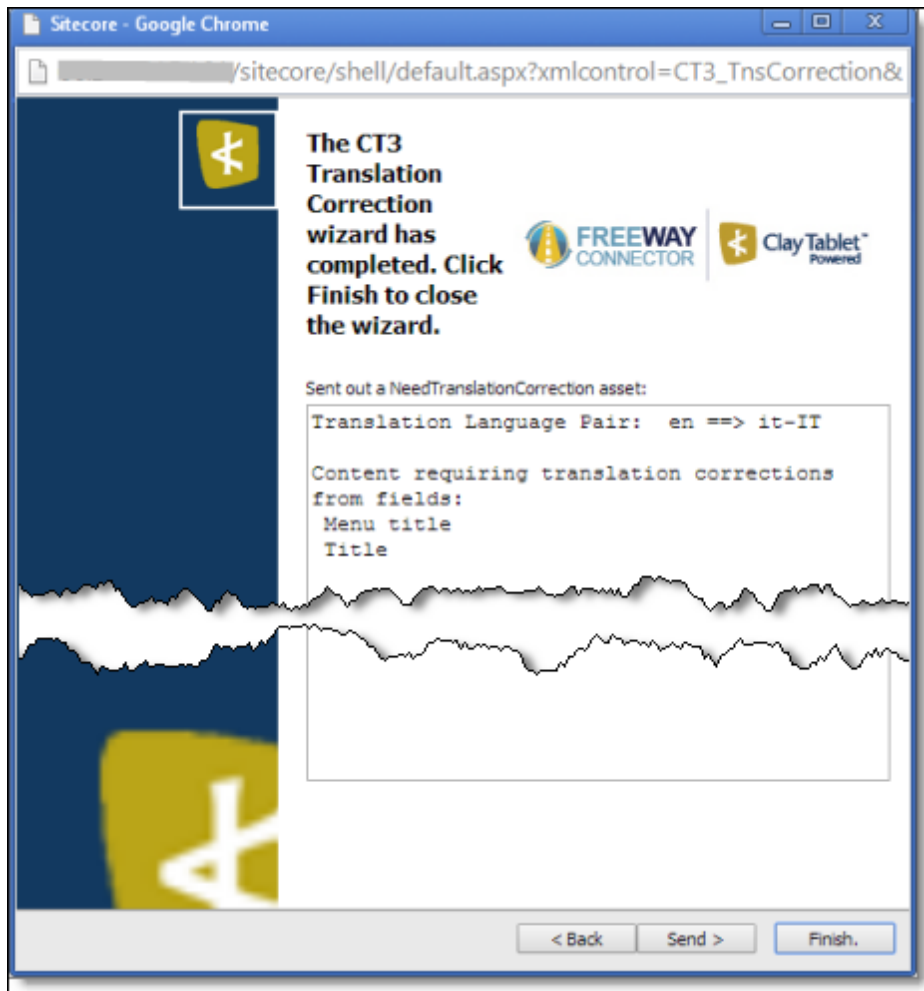 Sitecore - Google Chrome
/sitecore/shell/default.aspx?xmlcontrol=CT3_TnsCorrection&
The CT3
Translation
Correction
wizard has
completed. Click
Finish to close
the wizard.
FREEWAY
CONNECTOR
Clay Tablet™
Powered
Sent out a NeedTranslationCorrection asset:
Translation Language Pair:  en ==> it-IT
Content requiring translation corrections
from fields:
Menu title
Title
< Back
Send >
Finish.